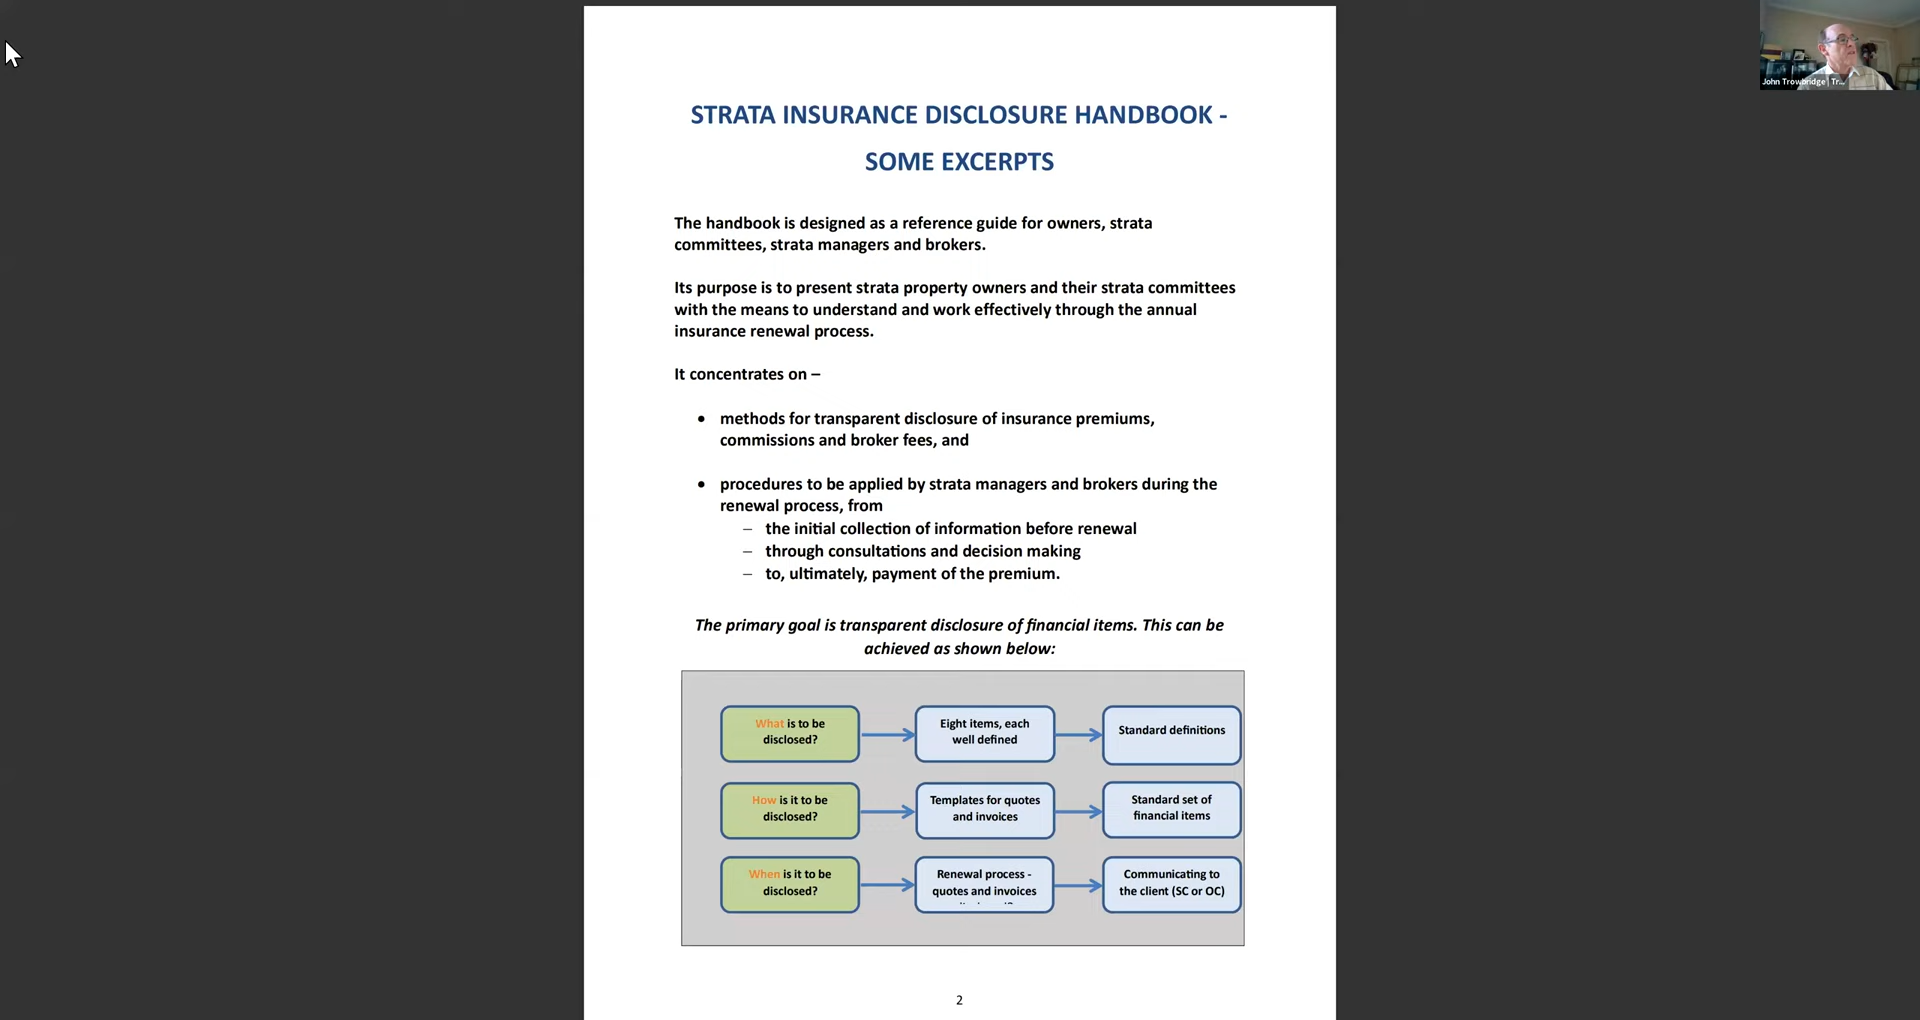 STRATA INSURANCE DISCLOSURE HANDBOOK -
SOME EXCERPTS
The handbook is designed as a reference guide for owners, strata
committees, strata managers and brokers.
Its purpose is to present strata property owners and their strata committees
with the means to understand and work effectively through the annual
insurance renewal process.
It concentrates on –
• methods for transparent disclosure of insurance premiums,
commissions and broker fees, and
• procedures to be applied by strata managers and brokers during the
renewal process, from
– the initial collection of information before renewal
– through consultations and decision making
– to, ultimately, payment of the premium.
The primary goal is transparent disclosure of financial items. This can be
achieved as shown below:
What is to be
disclosed?
Eight items, each
well defined
Standard definitions
How is it to be
disclosed?
Templates for quotes
and invoices
Standard set of
financial items
When is it to be
disclosed?
Renewal process -
quotes and invoices
Communicating to
the client (SC or OC)
2
John Trowbridge | Tr...